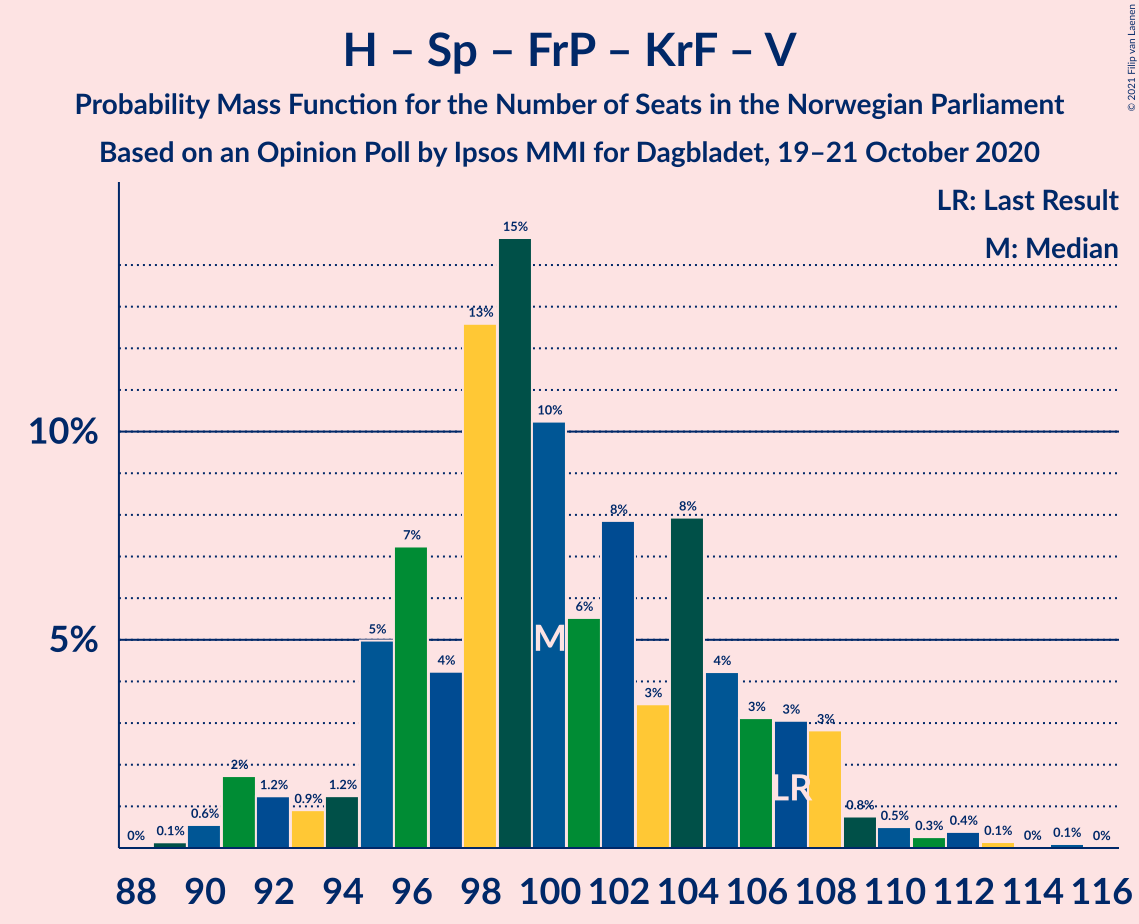 H – Sp – FrP – KrF – V
Probability Mass Function for the Number of Seats in the Norwegian Parliament
Based on an Opinion Poll by Ipsos MMI for Dagbladet, 19–21 October 2020
© 2021 Filip van Laenen
LR: Last Result
M: Median
10%
5%
0% 0.1% 0.6% 2% 1.2% 0.9% 1.2% 5% 7% 4% 13% 15% 10% 6% 8% 3% 8% 4% 3% 3% 3% 0.8% 0.5% 0.3% 0.4% 0.1% 0% 0.1% 0%
M
LR
88 90 92 94 96 98 100 102 104 106 108 110 112 114 116